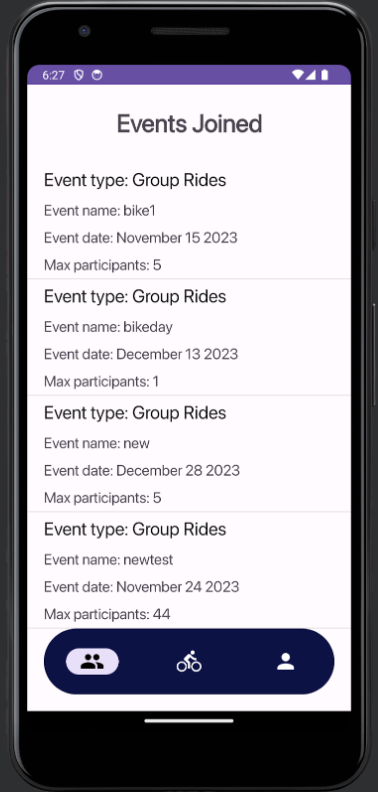 6:27
Events Joined
Event type: Group Rides
Event name: bike1
Event date: November 15 2023
Max participants: 5
Event type: Group Rides
Event name: bikeday
Event date: December 13 2023
Max participants: 1
Event type: Group Rides
Event name: new
Event date: December 28 2023
Max participants: 5
Event type: Group Rides
Event name: newtest
Event date: November 24 2023
Max participants: 44